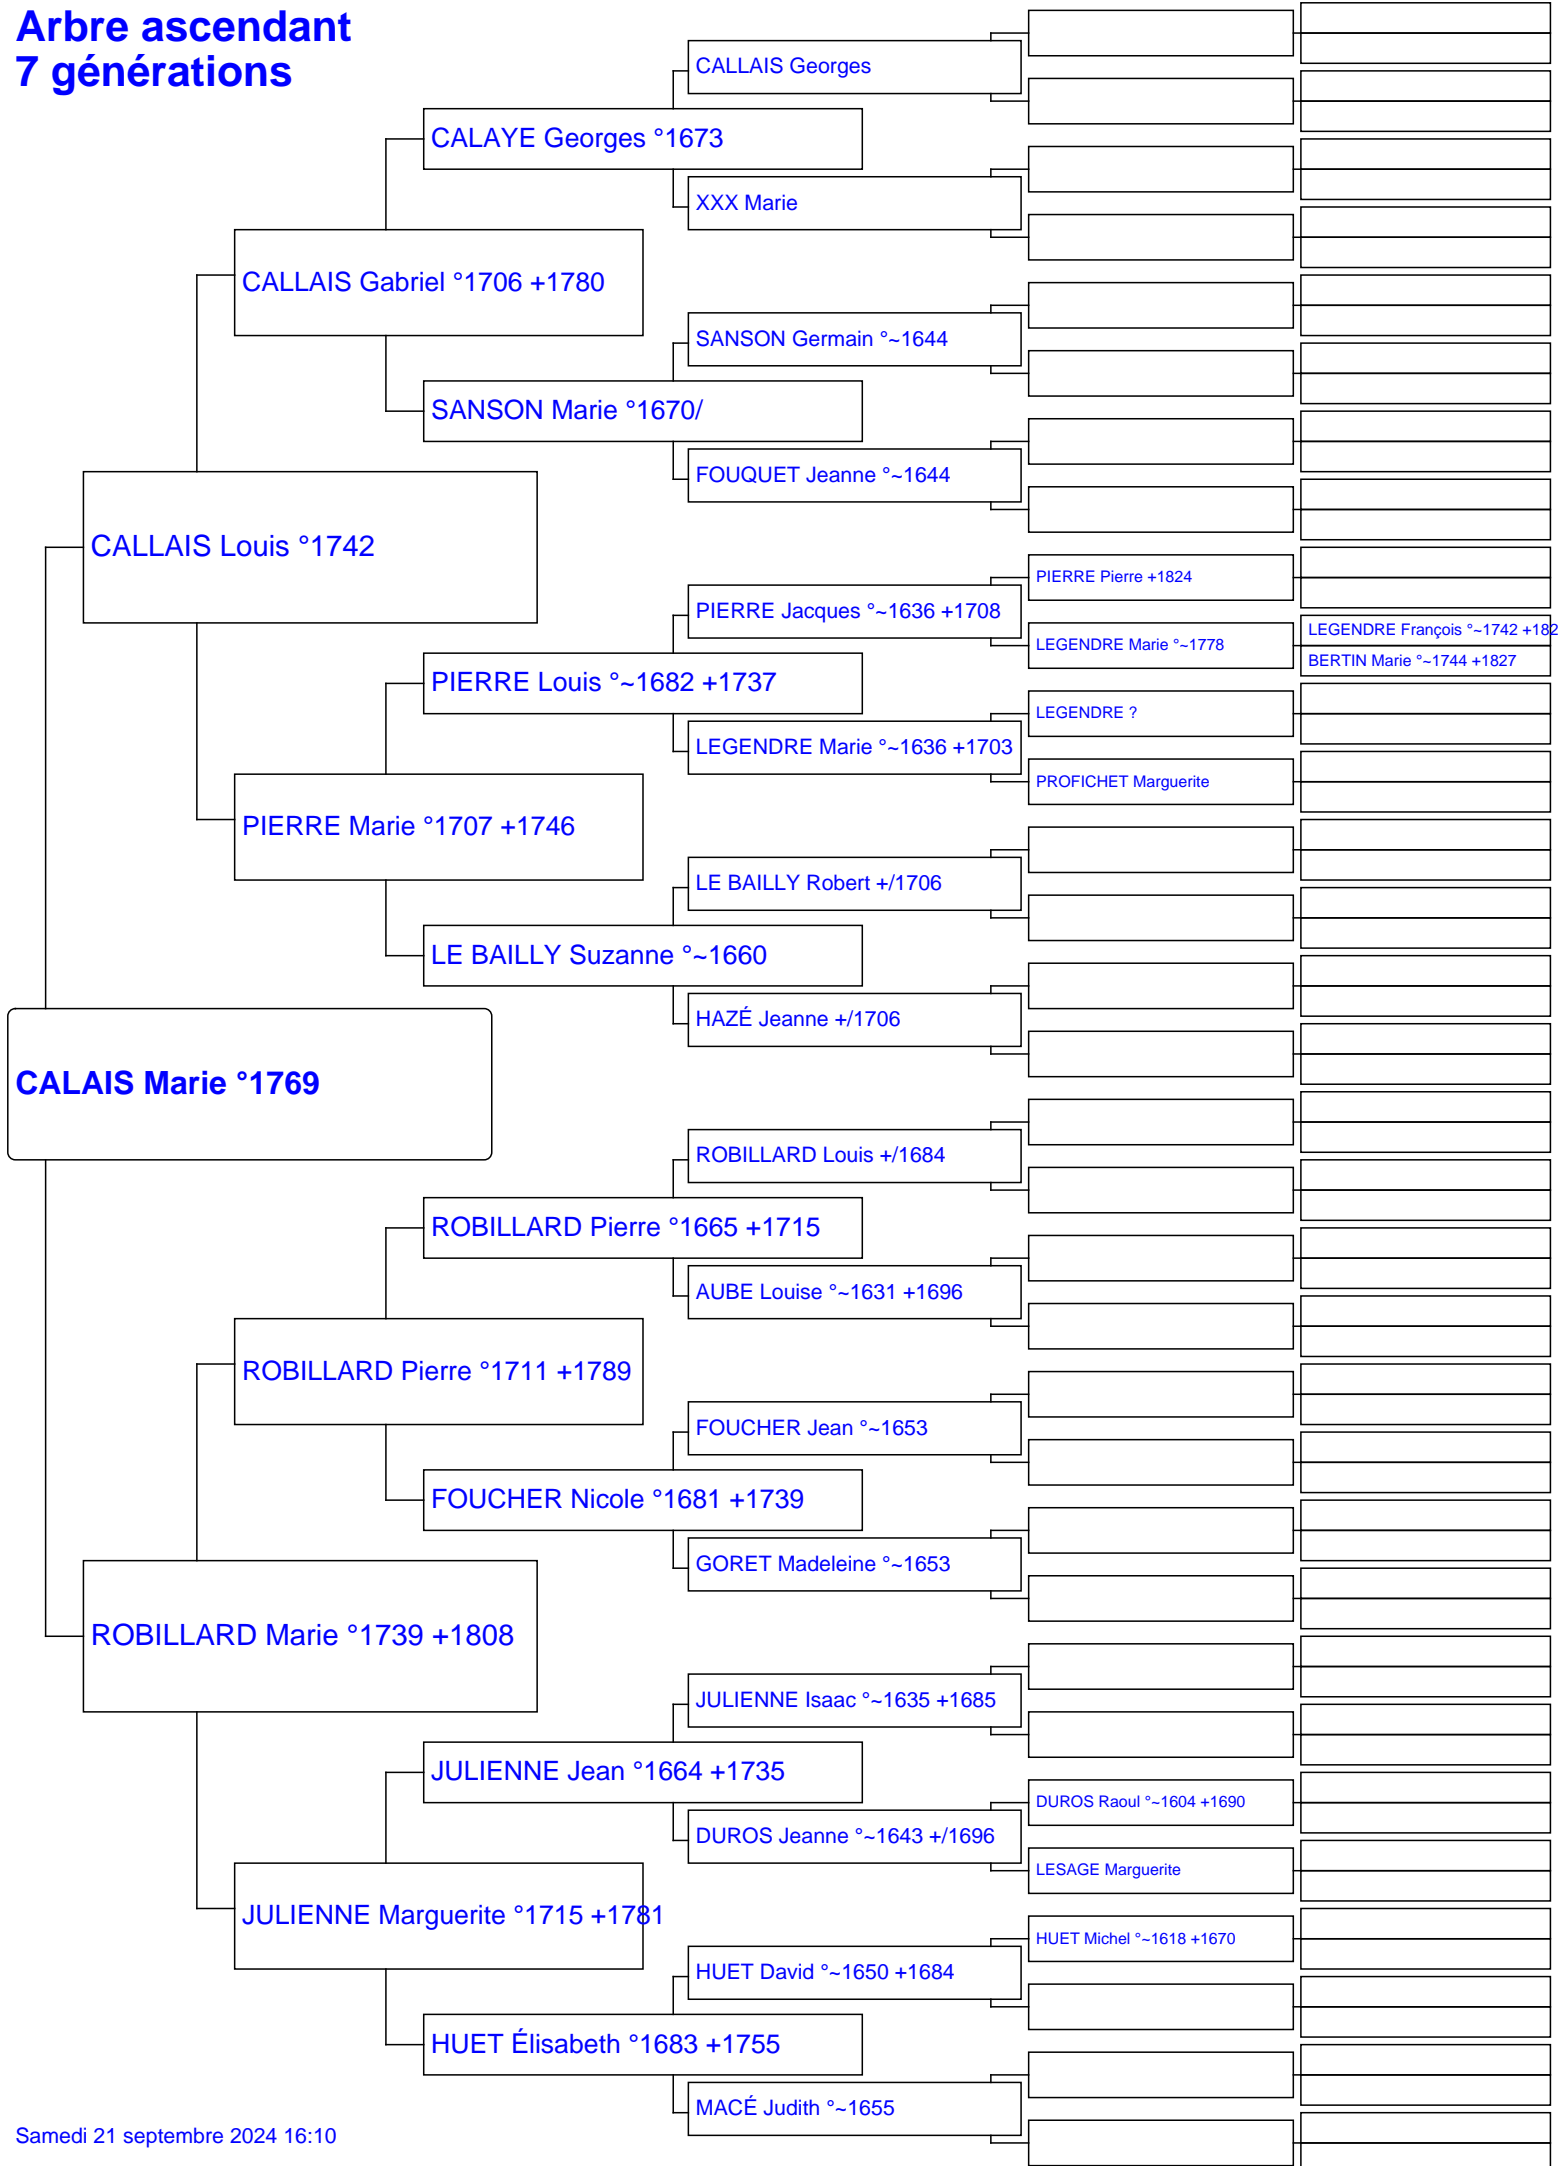 Arbre ascendant
7 générations
CALLAIS Georges
CALAYE Georges °1673
XXX Marie
CALLAIS Gabriel °1706 +1780
SANSON Germain °~1644
SANSON Marie °1670/
FOUQUET Jeanne °~1644
CALLAIS Louis °1742
PIERRE Pierre +1824
PIERRE Jacques °~1636 +1708
LEGENDRE François °~1742 +182
LEGENDRE Marie °~1778
BERTIN Marie °~1744 +1827
PIERRE Louis °~1682 +1737
LEGENDRE ?
LEGENDRE Marie °~1636 +1703
PROFICHET Marguerite
PIERRE Marie °1707 +1746
LE BAILLY Robert +/1706
LE BAILLY Suzanne °~1660
HAZÉ Jeanne +/1706
CALAIS Marie °1769
ROBILLARD Louis +/1684
ROBILLARD Pierre °1665 +1715
AUBE Louise °~1631 +1696
ROBILLARD Pierre °1711 +1789
FOUCHER Jean °~1653
FOUCHER Nicole °1681 +1739
GORET Madeleine °~1653
ROBILLARD Marie °1739 +1808
JULIENNE Isaac °~1635 +1685
JULIENNE Jean °1664 +1735
DUROS Raoul °~1604 +1690
DUROS Jeanne °~1643 +/1696
LESAGE Marguerite
JULIENNE Marguerite °1715 +1781
HUET Michel °~1618 +1670
HUET David °~1650 +1684
HUET Élisabeth °1683 +1755
MACÉ Judith °~1655
Samedi 21 septembre 2024 16:10